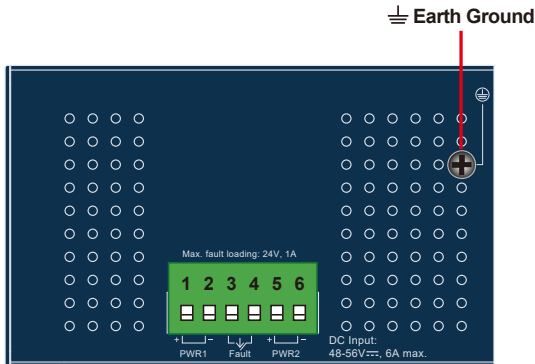 Earth Ground
Max. fault loading: 24V, 1A
1 2 3 4 5 6
+ − + −
PWR1 Fault PWR2
DC Input:
48-56V⎓, 6A max.